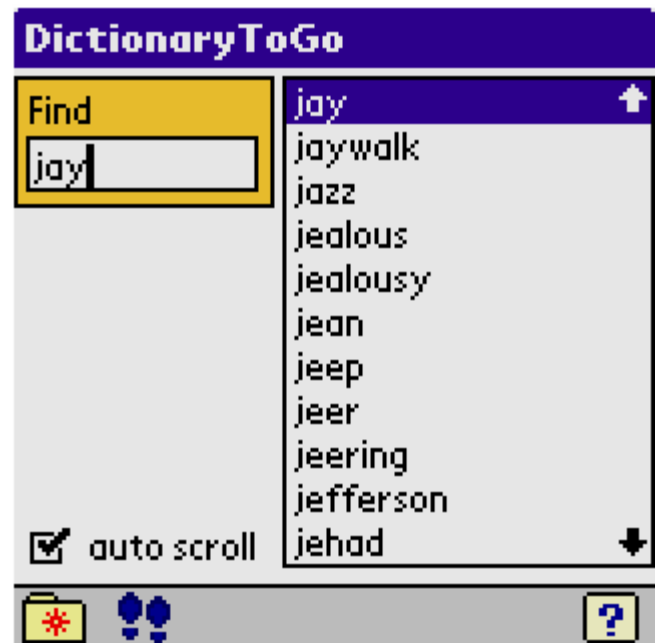 DictionaryToGo
Find
jay
auto scroll
jay
jaywalk
jazz
jealous
jealousy
jean
jeep
jeer
jeering
jefferson
jehad
?